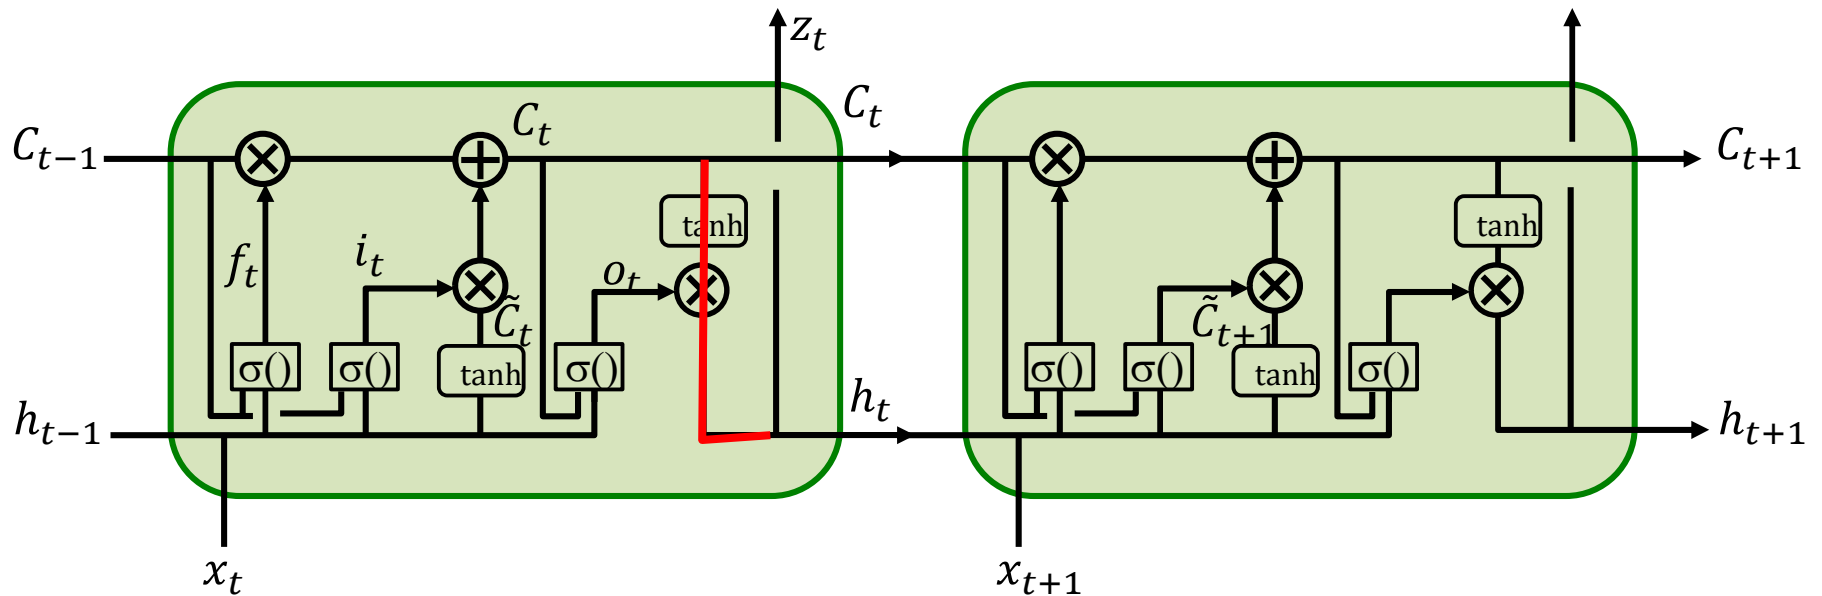 z_t
C_{t-1}
C_t
C_t
C_{t+1}
tanh
tanh
f_t
i_t
o_t
C̃_t
C̃_{t+1}
σ()
σ()
tanh
σ()
σ()
σ()
tanh
σ()
h_{t-1}
h_t
h_{t+1}
x_t
x_{t+1}